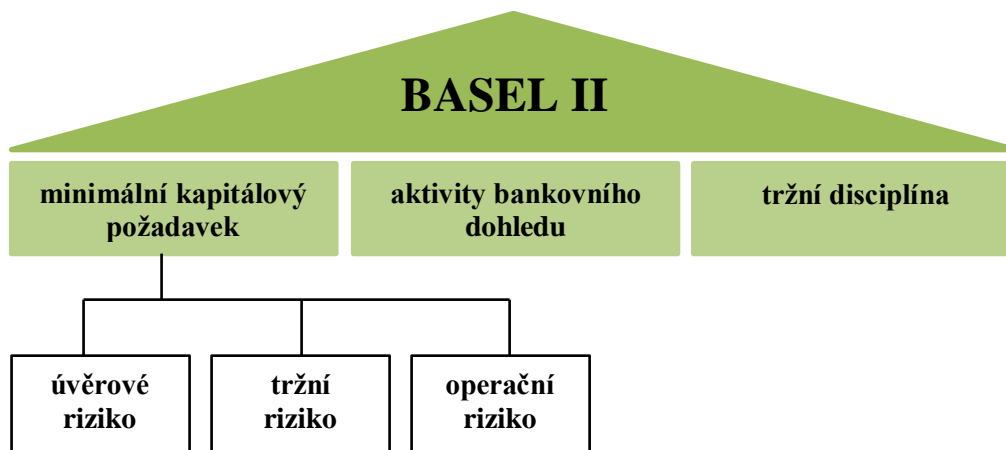 BASEL II
minimální kapitálový
požadavek
aktivity bankovního
dohledu
tržní disciplína
úvěrové
riziko
tržní
riziko
operační
riziko